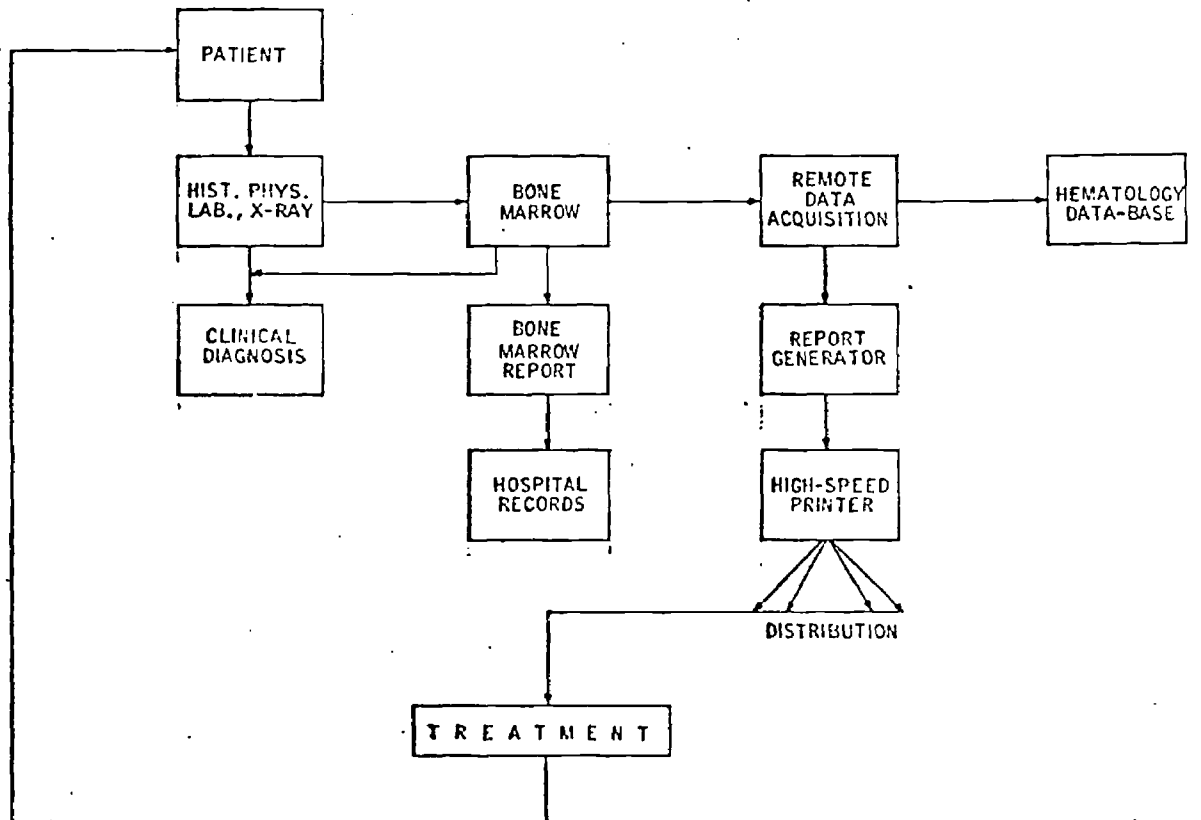 PATIENT
HIST. PHYS.
LAB., X-RAY
BONE
MARROW
REMOTE
DATA
ACQUISITION
HEMATOLOGY
DATA-BASE
CLINICAL
DIAGNOSIS
BONE
MARROW
REPORT
REPORT
GENERATOR
HOSPITAL
RECORDS
HIGH-SPEED
PRINTER
DISTRIBUTION
TREATMENT